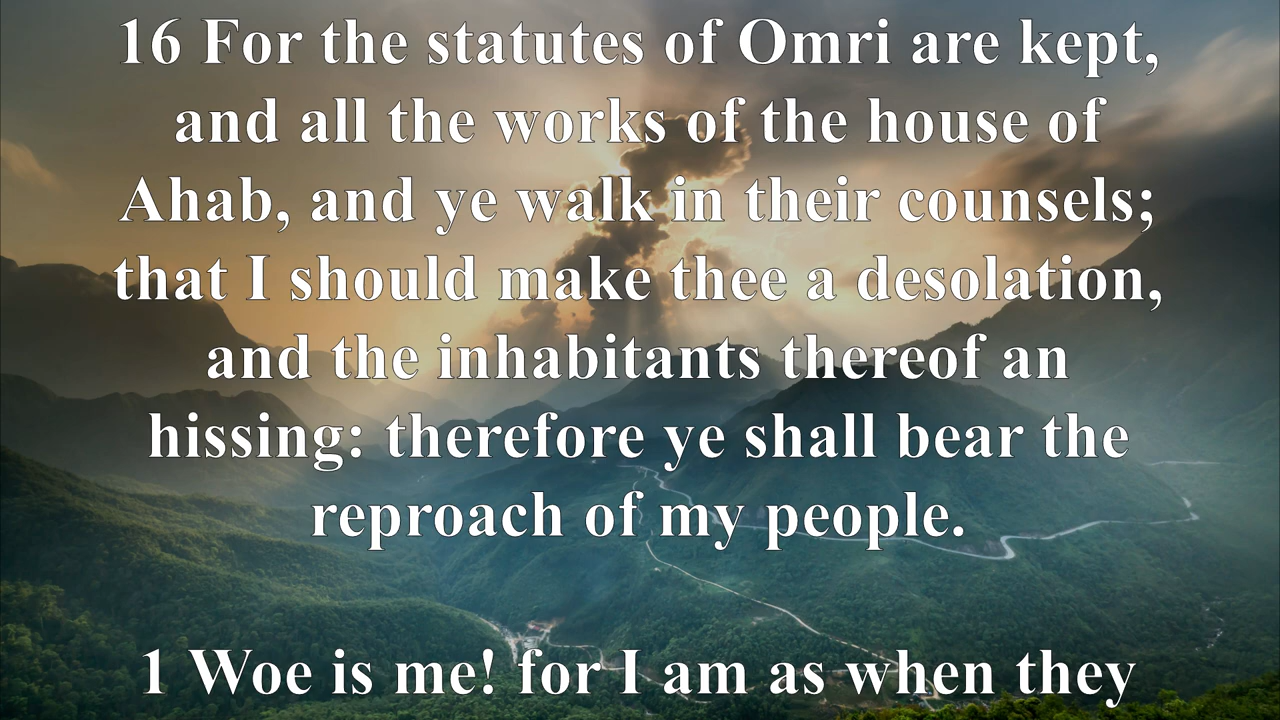 16 For the statutes of Omri are kept,
and all the works of the house of
Ahab, and ye walk in their counsels;
that I should make thee a desolation,
and the inhabitants thereof an
hissing: therefore ye shall bear the
reproach of my people.
1 Woe is me! for I am as when they